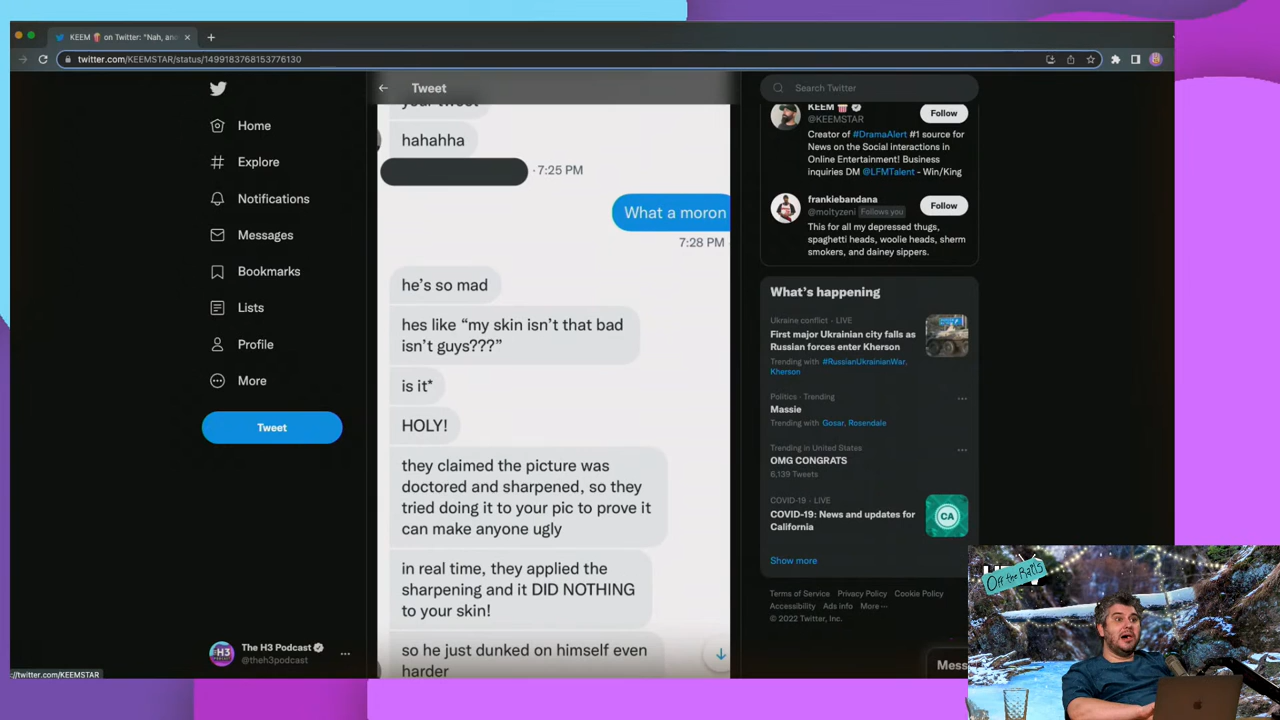 KEEM 🍿 on Twitter: "Nah, an
twitter.com/KEEMSTAR/status/1499183768153776130
Home
Explore
Notifications
Messages
Bookmarks
Lists
Profile
More
Tweet
The H3 Podcast
@theh3podcast
://twitter.com/KEEMSTAR
Tweet
your tweet
hahahha
· 7:25 PM
What a moron
7:28 PM
he's so mad
hes like "my skin isn't that bad
isn't guys???"
is it*
HOLY!
they claimed the picture was
doctored and sharpened, so they
tried doing it to your pic to prove it
can make anyone ugly
in real time, they applied the
sharpening and it DID NOTHING
to your skin!
so he just dunked on himself even
harder
Search Twitter
KEEM 🍿
@KEEMSTAR
Follow
Creator of #DramaAlert #1 source for
News on the Social interactions in
Online Entertainment! Business
inquiries DM @LFMTalent - Win/King
frankiebandana
@moltyzeni Follows you
Follow
This for all my depressed thugs,
spaghetti heads, woolie heads, sherm
smokers, and dainey sippers.
What's happening
Ukraine conflict · LIVE
First major Ukrainian city falls as
Russian forces enter Kherson
Trending with #RussianUkrainianWar,
Kherson
Politics · Trending
Massie
Trending with Gosar, Rosendale
Trending in United States
OMG CONGRATS
6,139 Tweets
COVID-19 · LIVE
COVID-19: News and updates for
California
CA
Show more
Terms of Service Privacy Policy Cookie Policy
Accessibility Ads info More ···
© 2022 Twitter, Inc.
Mess
Off the Rails